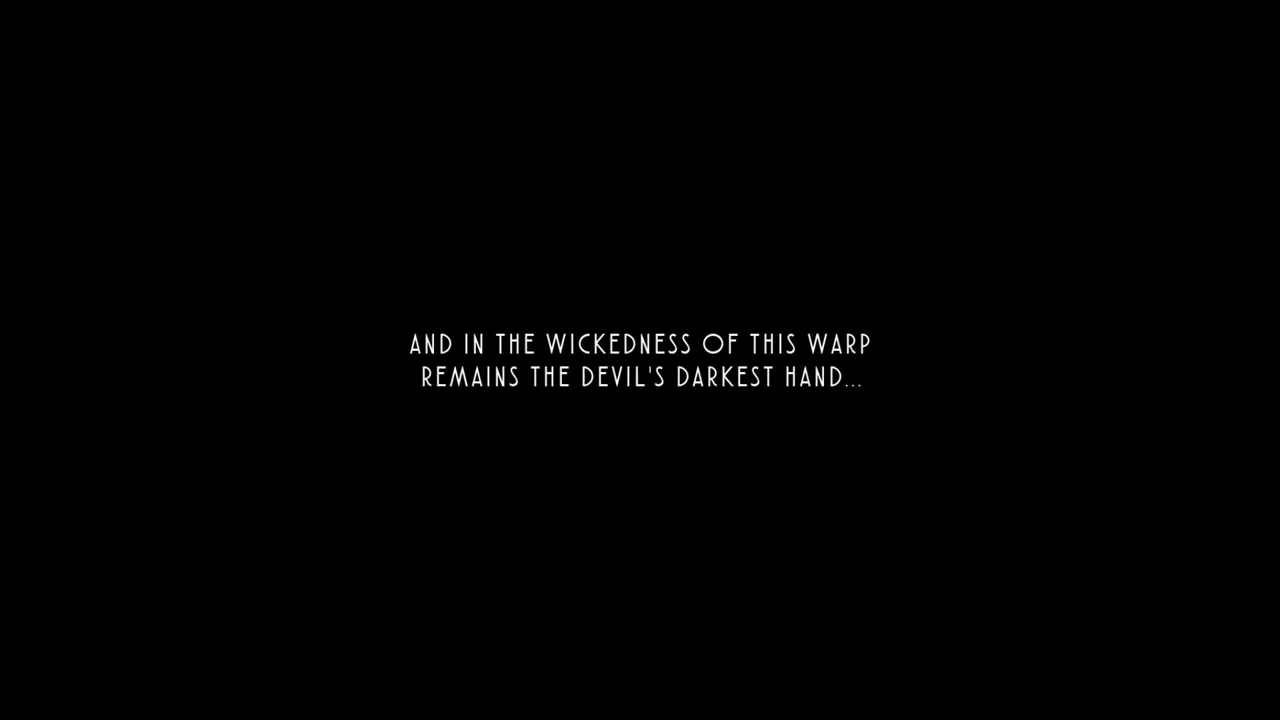 AND IN THE WICKEDNESS OF THIS WARP
REMAINS THE DEVIL'S DARKEST HAND...